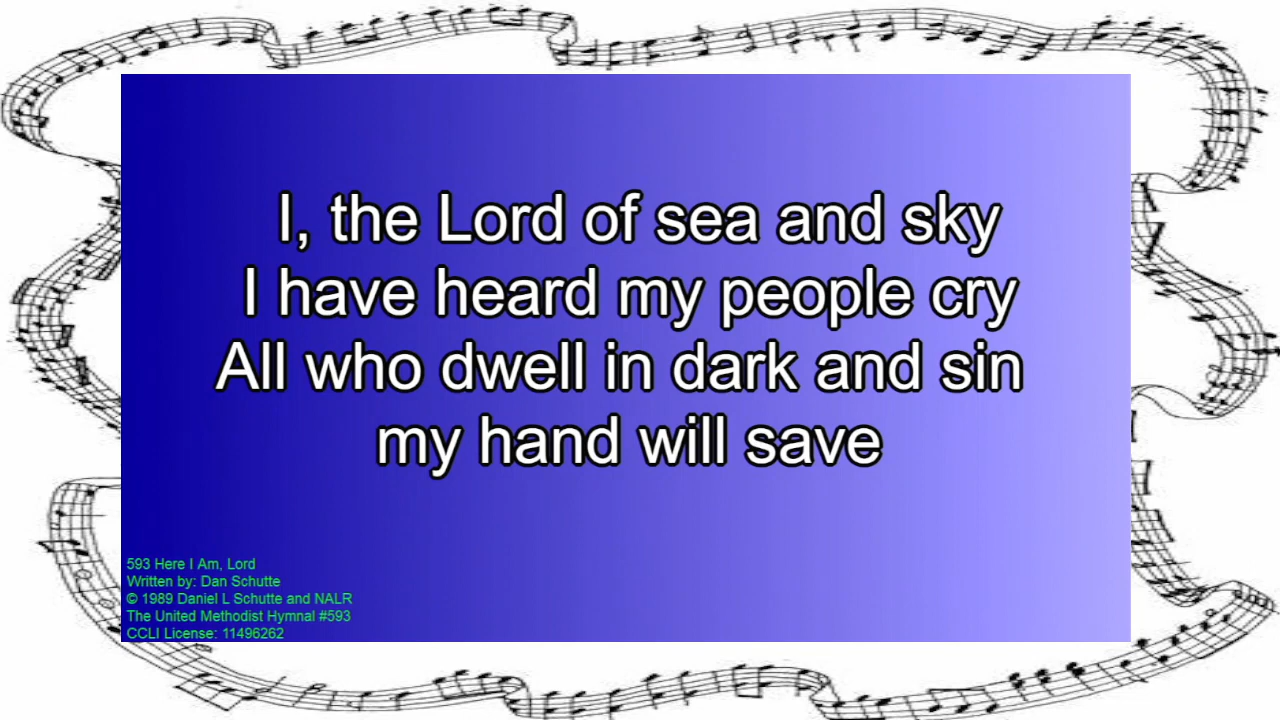 I, the Lord of sea and sky
I have heard my people cry
All who dwell in dark and sin
my hand will save
593 Here I Am, Lord
Written by: Dan Schutte
© 1989 Daniel L Schutte and NALR
The United Methodist Hymnal #593
CCLI License: 11496262